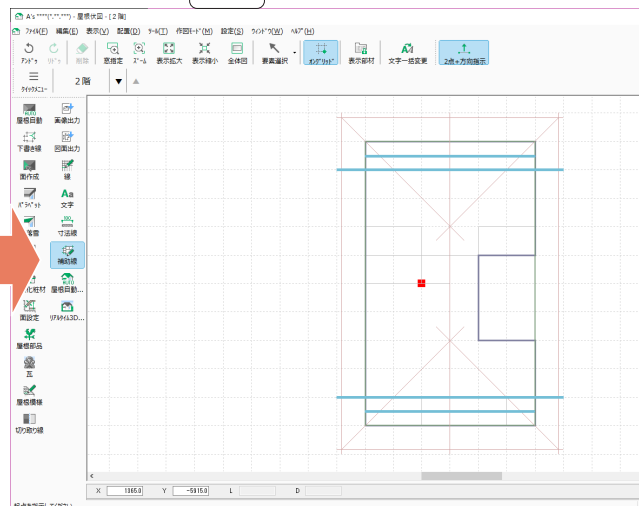 A's ****(*.***.***) - 屋根伏図 - [2 階]
ファイル(F) 編集(E) 表示(V) 配置(D) ツール(T) 作図モード(M) 設定(S) ウィンドウ(W) ヘルプ(H)
アンドゥ リドゥ 削除 窓指定 ズーム 表示拡大 表示縮小 全体図 要素選択 オングリッド 表示部材 文字一括変更 2点+方向指示
クイックメニュー 2 階
屋根自動 画像出力
下書き線 図面出力
面作成 線
パラペット 文字
落雪 寸法線
補助線
化粧材 屋根自動...
面設定 リアルタイム3D...
屋根部品
瓦
屋根模様
切り取り線
X 1365.0 Y -5915.0 L D